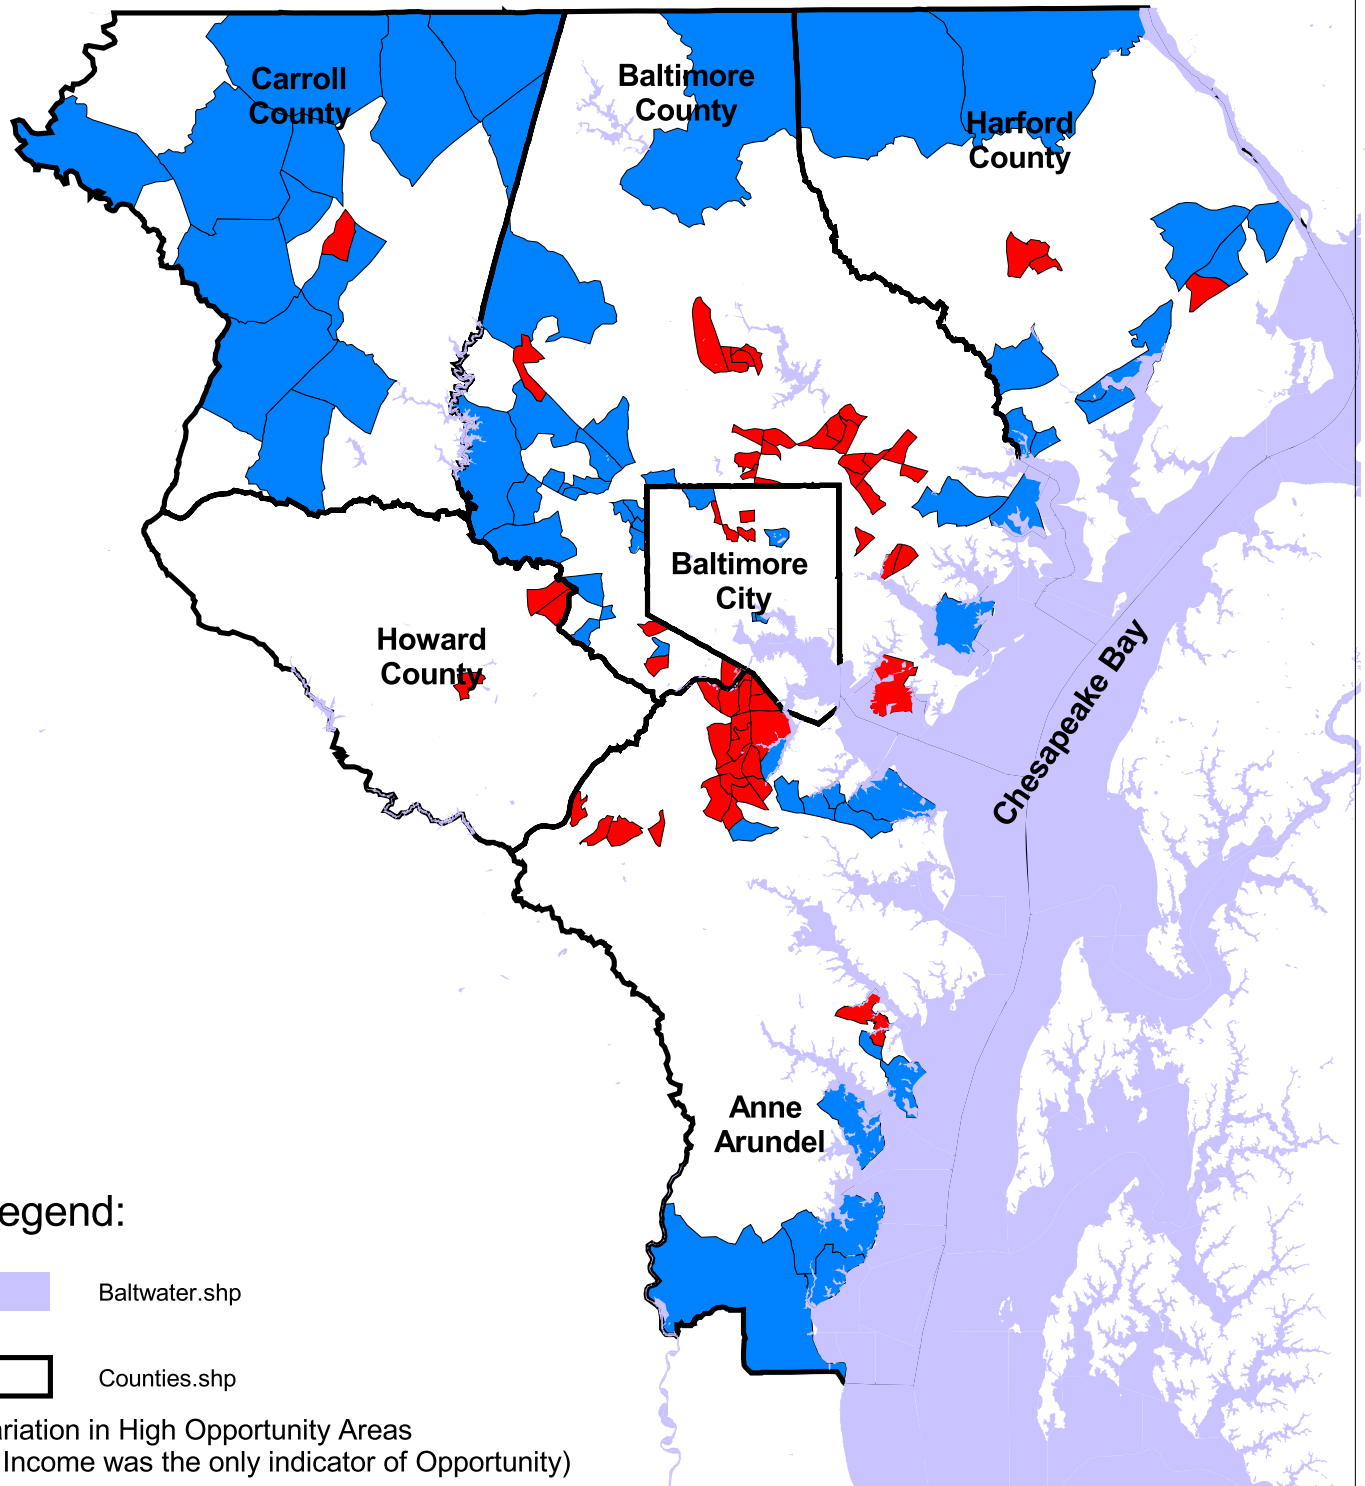 Carroll
County
Baltimore
County
Harford
County
Baltimore
City
Howard
County
Chesapeake Bay
Anne
Arundel
egend:
Baltwater.shp
Counties.shp
ariation in High Opportunity Areas
Income was the only indicator of Opportunity)